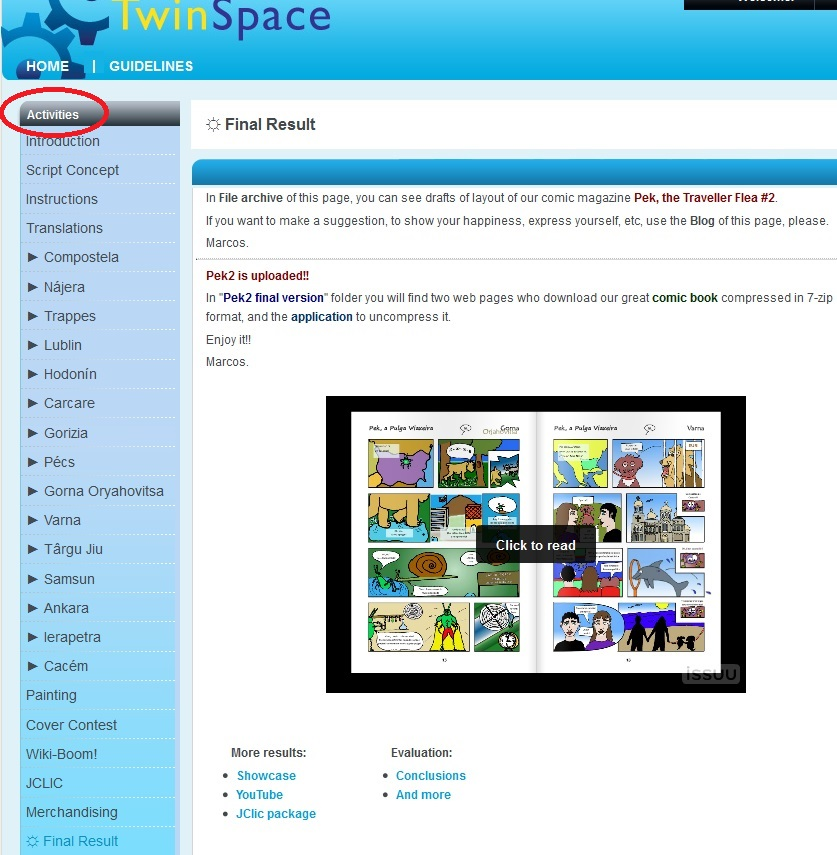 TwinSpace
HOME | GUIDELINES
Activities
Introduction
Script Concept
Instructions
Translations
► Compostela
► Nájera
► Trappes
► Lublin
► Hodonín
► Carcare
► Gorizia
► Pécs
► Gorna Oryahovitsa
► Varna
► Târgu Jiu
► Samsun
► Ankara
► Ierapetra
► Cacém
Painting
Cover Contest
Wiki-Boom!
JCLIC
Merchandising
Final Result
Final Result
In File archive of this page, you can see drafts of layout of our comic magazine Pek, the Traveller Flea #2.
If you want to make a suggestion, to show your happiness, express yourself, etc, use the Blog of this page, please.
Marcos.
Pek2 is uploaded!!
In "Pek2 final version" folder you will find two web pages who download our great comic book compressed in 7-zip
format, and the application to uncompress it.
Enjoy it!!
Marcos.
Pek, a Pulga Viaxeira
Gorna
Orjahovitsa
Pek, a Pulga Viaxeira
Varna
Click to read
issuu
More results:
• Showcase
• YouTube
• JClic package
Evaluation:
• Conclusions
• And more